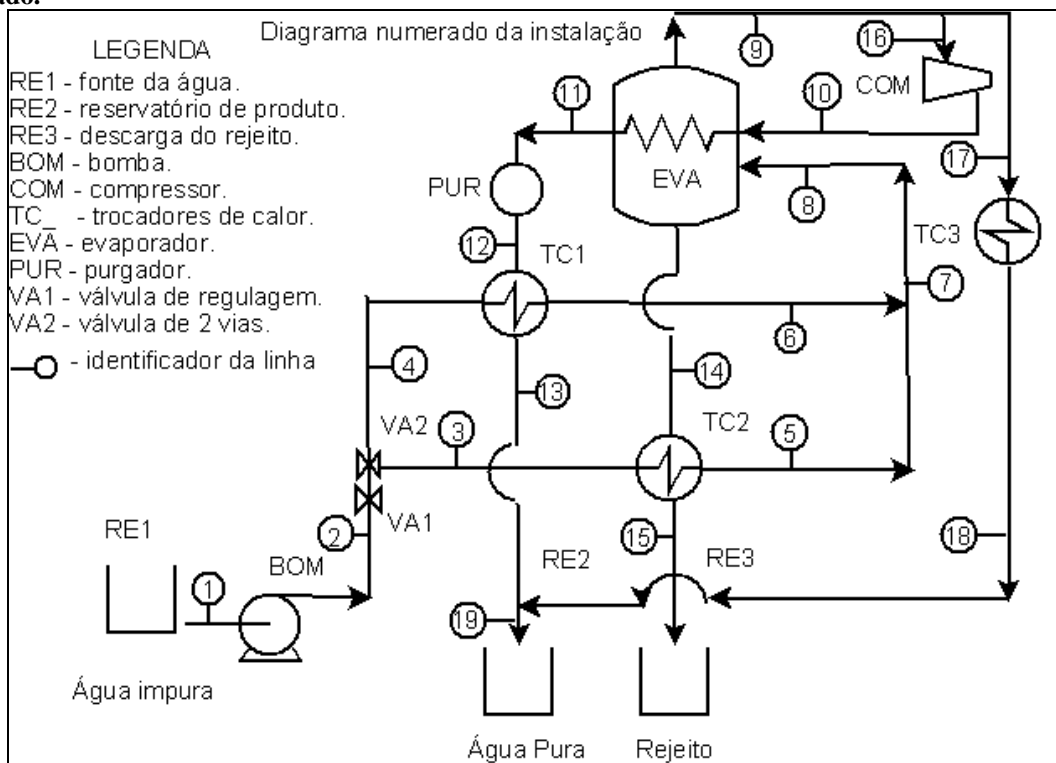 ado.
Diagrama numerado da instalação
LEGENDA
RE1 - fonte da água.
RE2 - reservatório de produto.
RE3 - descarga do rejeito.
BOM - bomba.
COM - compressor.
TC_ - trocadores de calor.
EVA - evaporador.
PUR - purgador.
VA1 - válvula de regulagem.
VA2 - válvula de 2 vias.
- identificador da linha
9
16
COM
11
10
17
PUR
EVA
8
12
TC1
TC3
7
6
4
13
14
VA2
3
TC2
5
VA1
2
15
18
RE1
BOM
RE2
RE3
1
19
Água impura
Água Pura
Rejeito